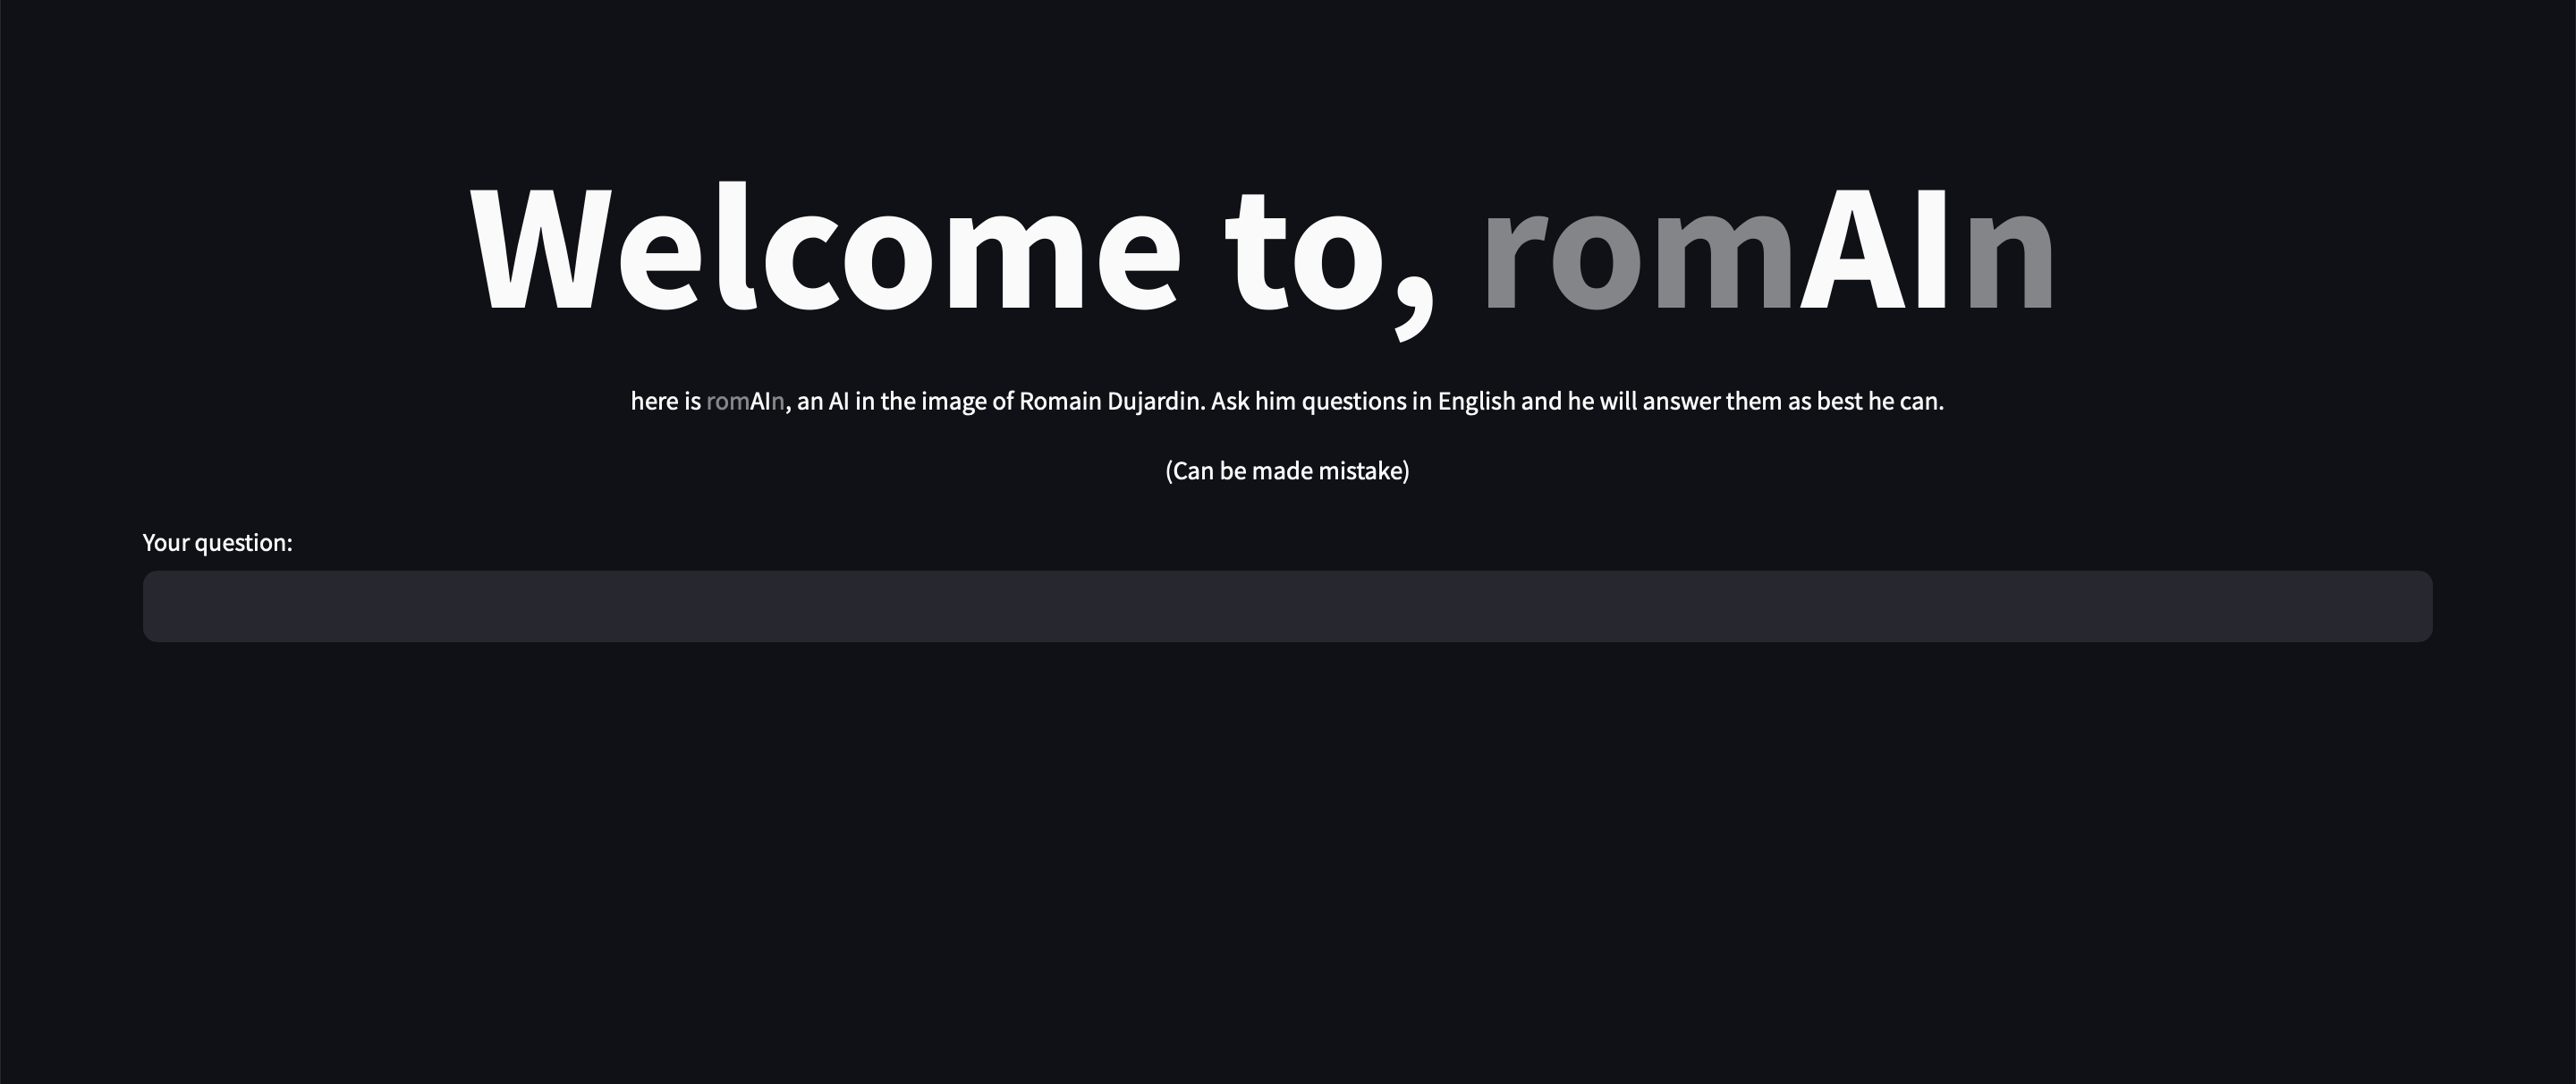 Welcome to, romAIn
here is romAIn, an AI in the image of Romain Dujardin. Ask him questions in English and he will answer them as best he can.
(Can be made mistake)
Your question: